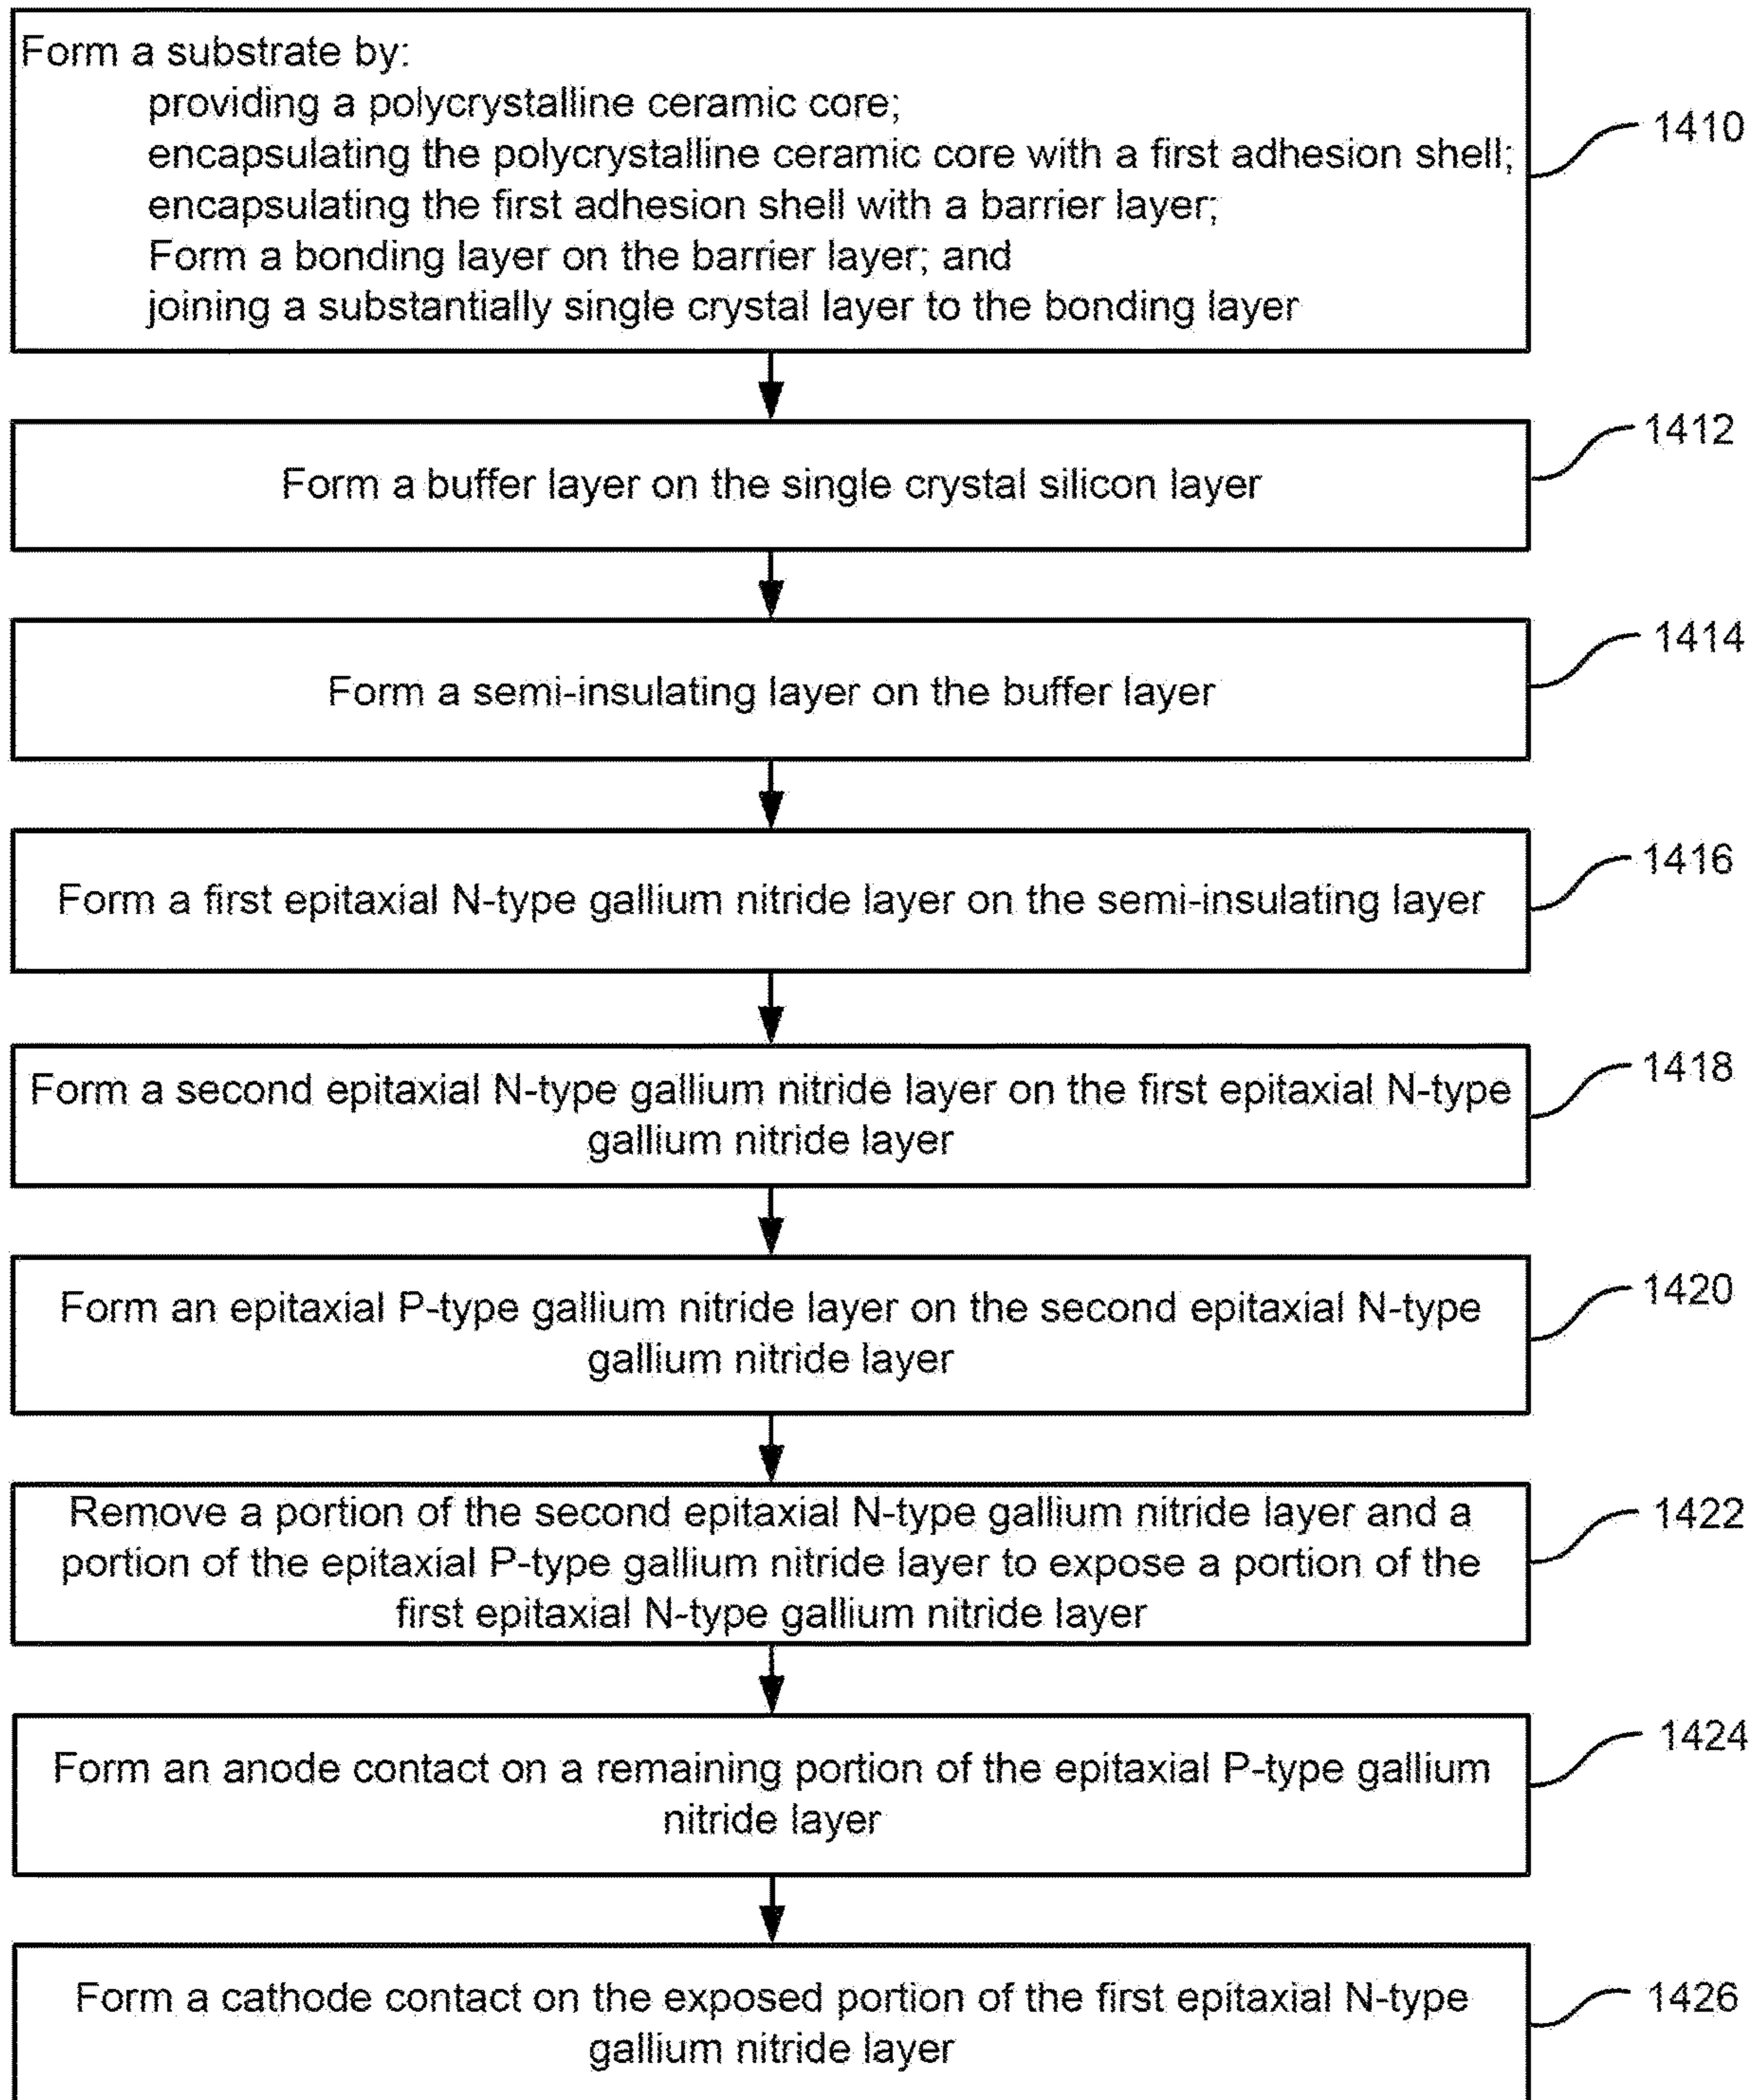 Form a substrate by:
providing a polycrystalline ceramic core;
encapsulating the polycrystalline ceramic core with a first adhesion shell;
encapsulating the first adhesion shell with a barrier layer;
Form a bonding layer on the barrier layer; and
joining a substantially single crystal layer to the bonding layer
1410
Form a buffer layer on the single crystal silicon layer
1412
Form a semi-insulating layer on the buffer layer
1414
Form a first epitaxial N-type gallium nitride layer on the semi-insulating layer
1416
Form a second epitaxial N-type gallium nitride layer on the first epitaxial N-type
gallium nitride layer
1418
Form an epitaxial P-type gallium nitride layer on the second epitaxial N-type
gallium nitride layer
1420
Remove a portion of the second epitaxial N-type gallium nitride layer and a
portion of the epitaxial P-type gallium nitride layer to expose a portion of the
first epitaxial N-type gallium nitride layer
1422
Form an anode contact on a remaining portion of the epitaxial P-type gallium
nitride layer
1424
Form a cathode contact on the exposed portion of the first epitaxial N-type
gallium nitride layer
1426